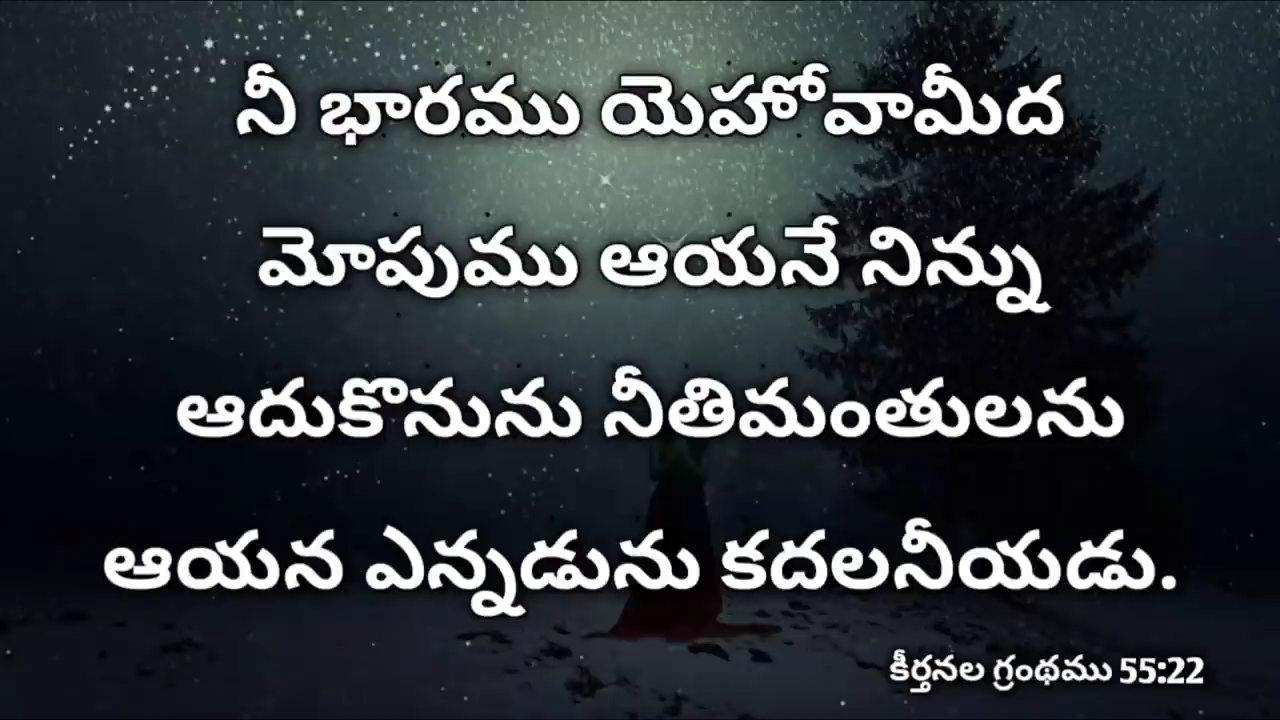 నీ భారము యెహోవామీద
మోపుము ఆయనే నిన్ను
ఆదుకొనును నీతిమంతులను
ఆయన ఎన్నడును కదలనీయడు.
కీర్తనల గ్రంథము 55:22